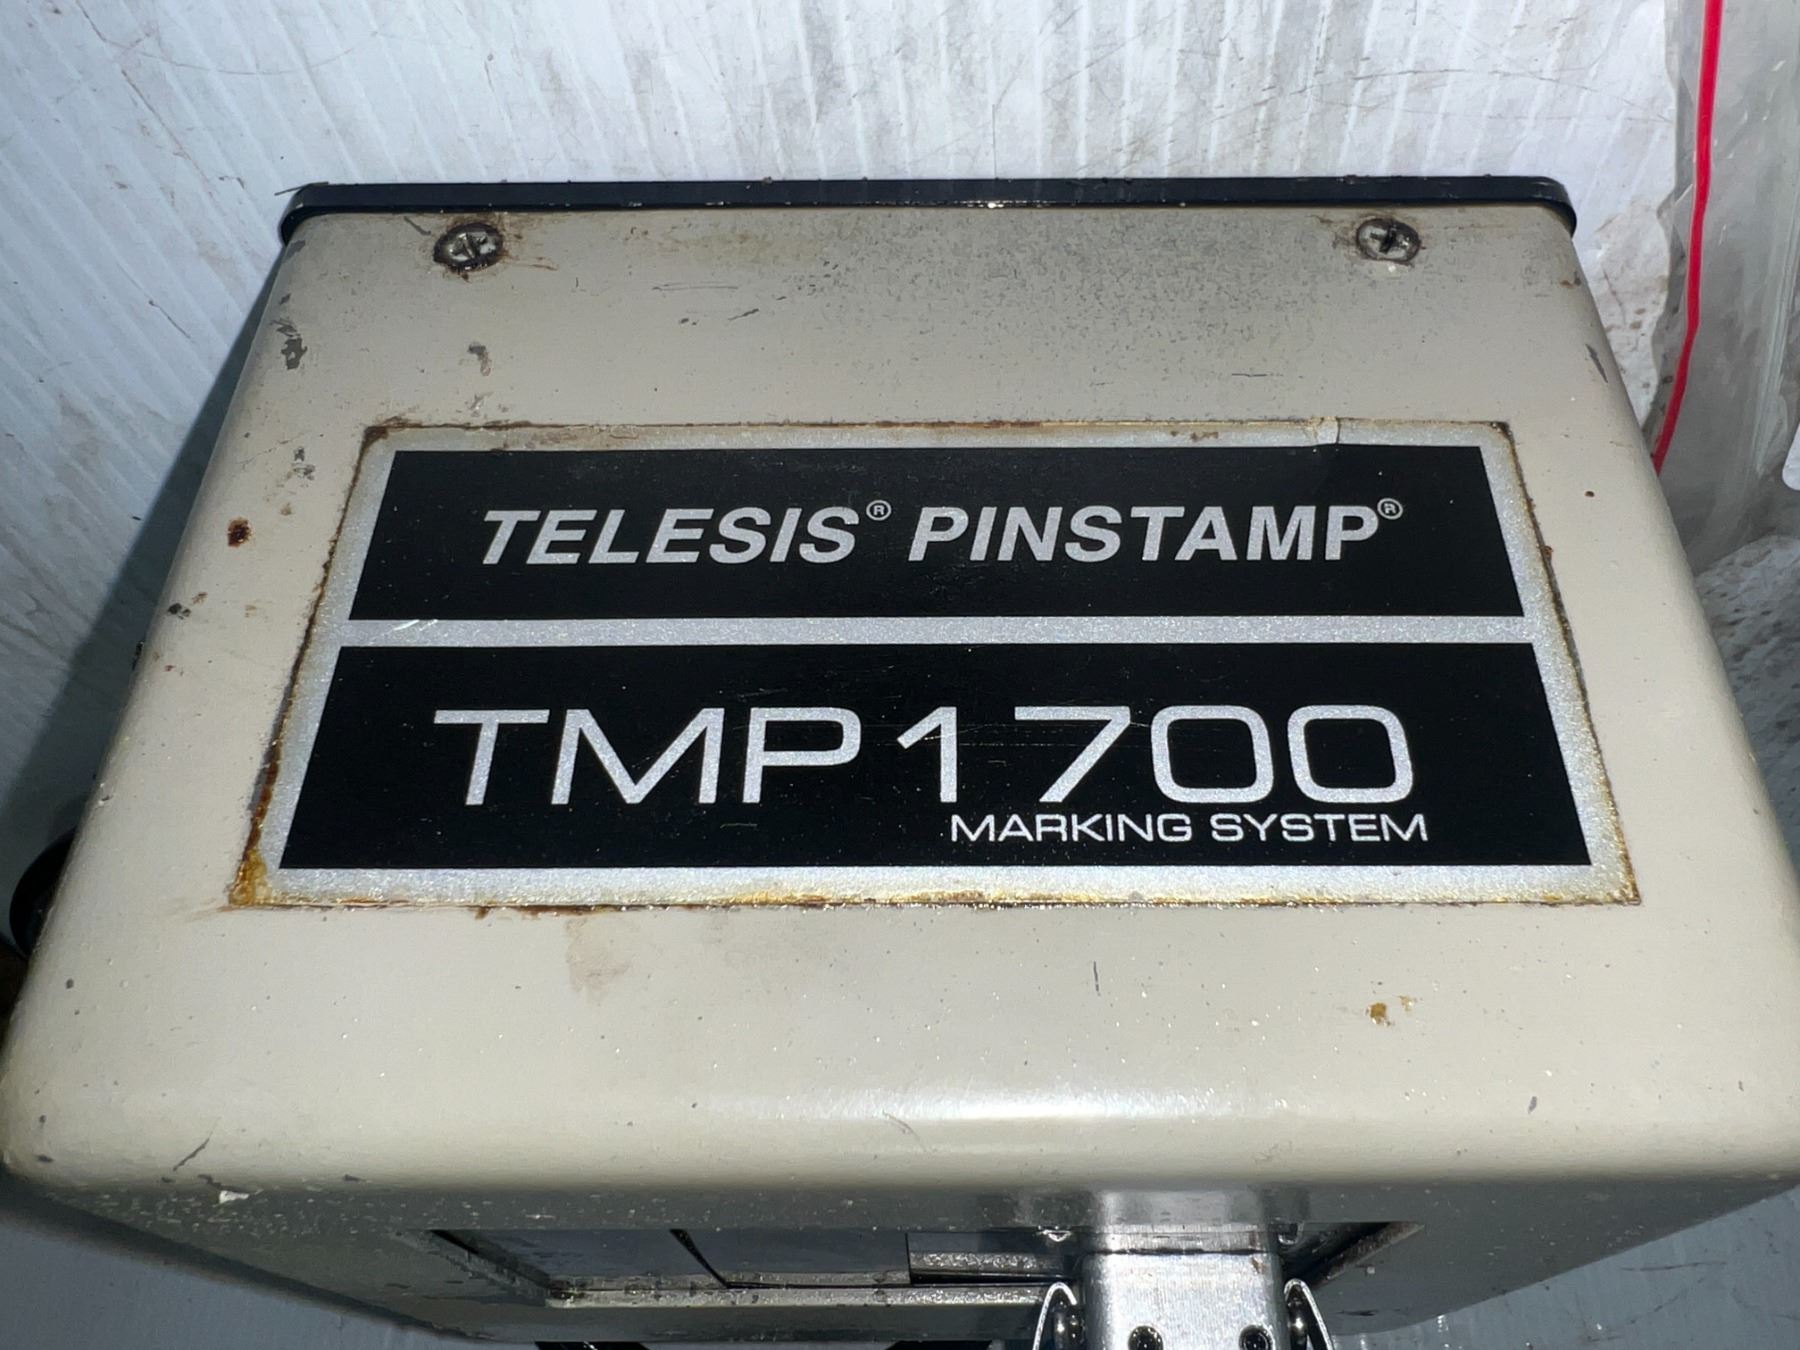 TELESIS® PINSTAMP®
TMP1700
MARKING SYSTEM